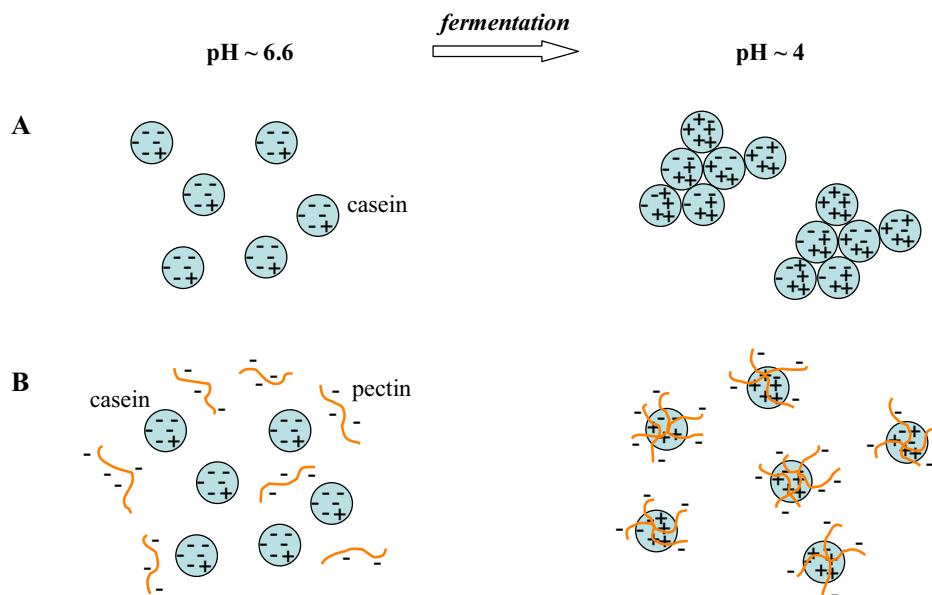 fermentation
pH ~ 6.6
pH ~ 4
A
casein
B
casein
pectin